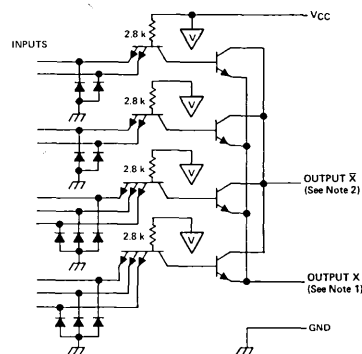 VCC
INPUTS
2.8 k
V
2.8 k
V
2.8 k
V
2.8 k
V
OUTPUT X̅
(See Note 2)
OUTPUT X
(See Note 1)
GND